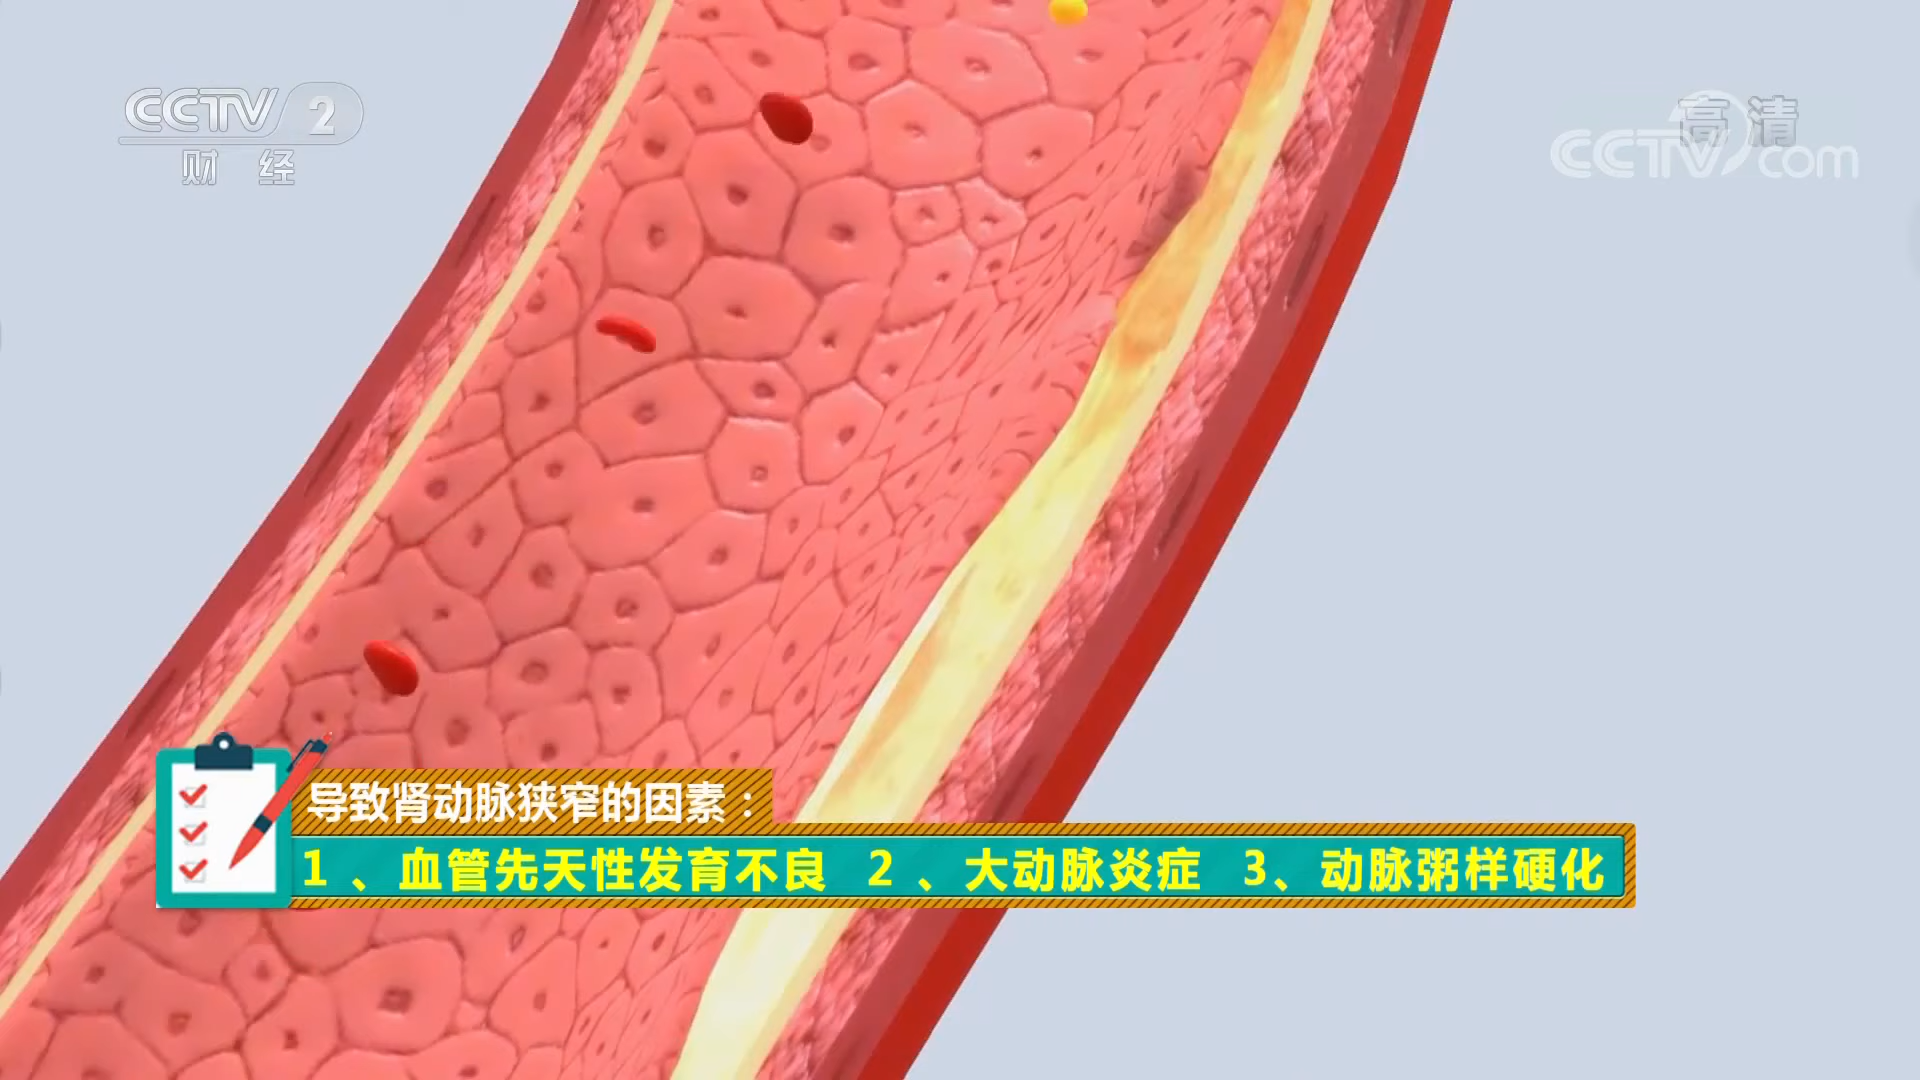 CCTV 2
财 经
高清
CCTV.com
导致肾动脉狭窄的因素：
1 、血管先天性发育不良 2 、大动脉炎症 3、动脉粥样硬化